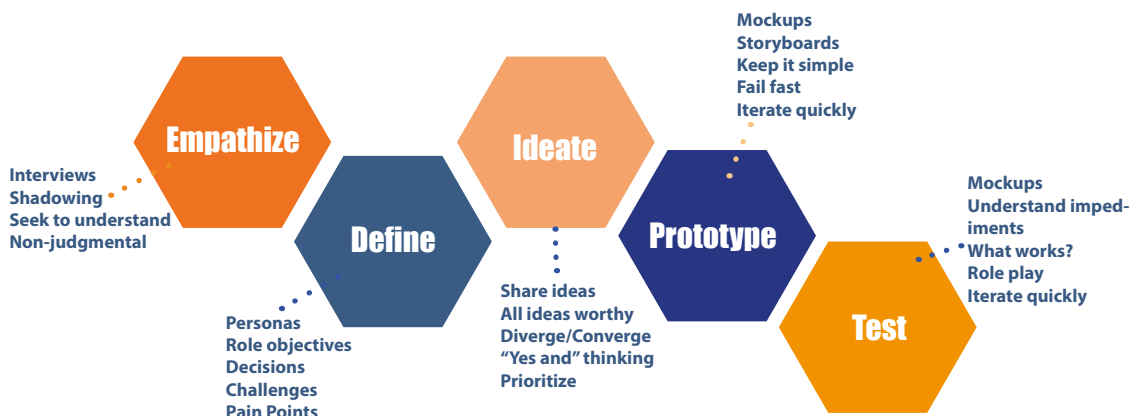 Empathize
Interviews
Shadowing
Seek to understand
Non-judgmental
Define
Personas
Role objectives
Decisions
Challenges
Pain Points
Ideate
Share ideas
All ideas worthy
Diverge/Converge
“Yes and” thinking
Prioritize
Prototype
Mockups
Storyboards
Keep it simple
Fail fast
Iterate quickly
Test
Mockups
Understand imped-
iments
What works?
Role play
Iterate quickly